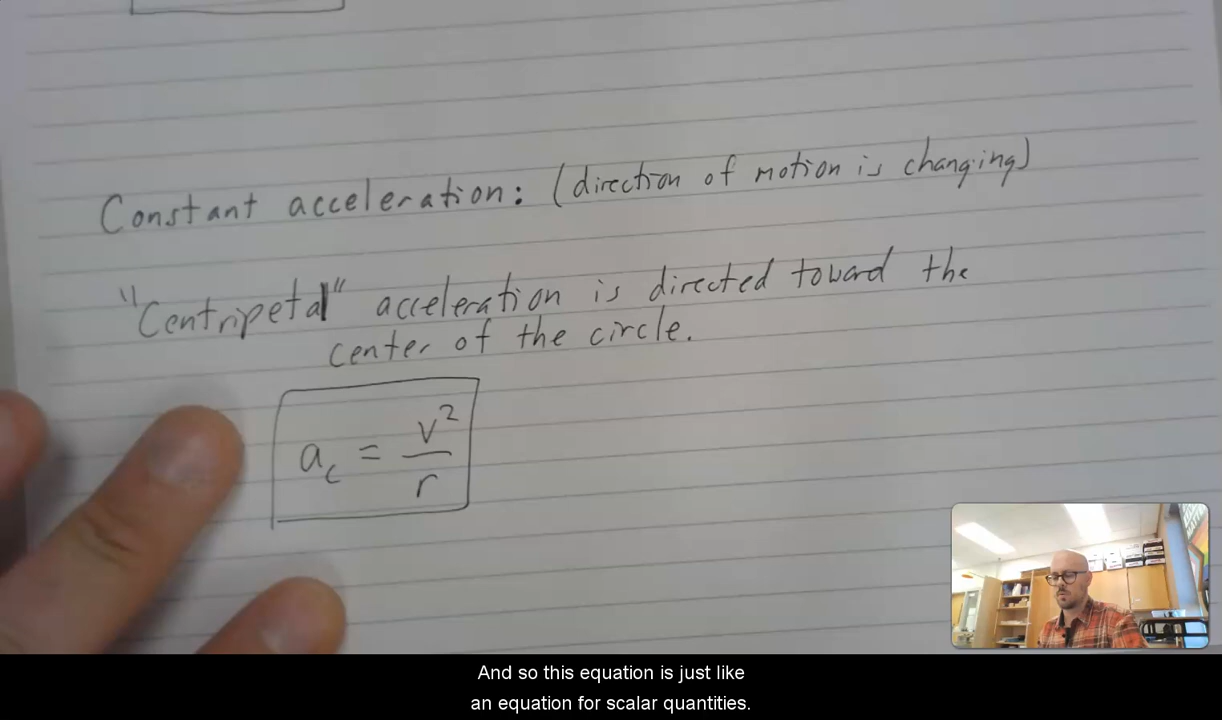 Constant acceleration: (direction of motion is changing)
"Centripetal" acceleration is directed toward the
center of the circle.
a_c = v²/r
And so this equation is just like
an equation for scalar quantities.